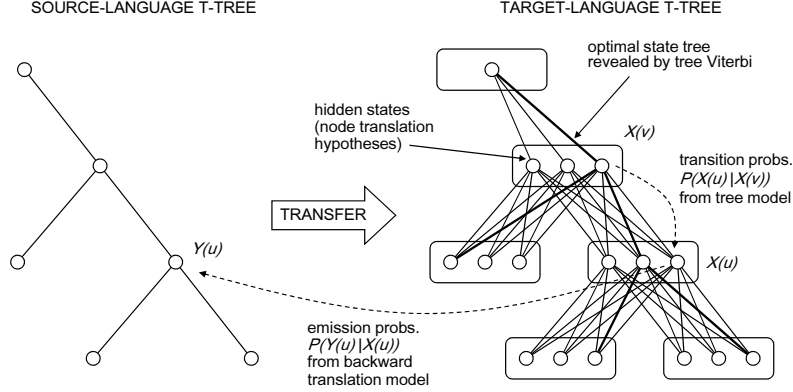 SOURCE-LANGUAGE T-TREE
TARGET-LANGUAGE T-TREE
optimal state tree
revealed by tree Viterbi
hidden states
(node translation
hypotheses)
X(v)
transition probs.
P(X(u)|X(v))
from tree model
TRANSFER
Y(u)
X(u)
emission probs.
P(Y(u)|X(u))
from backward
translation model